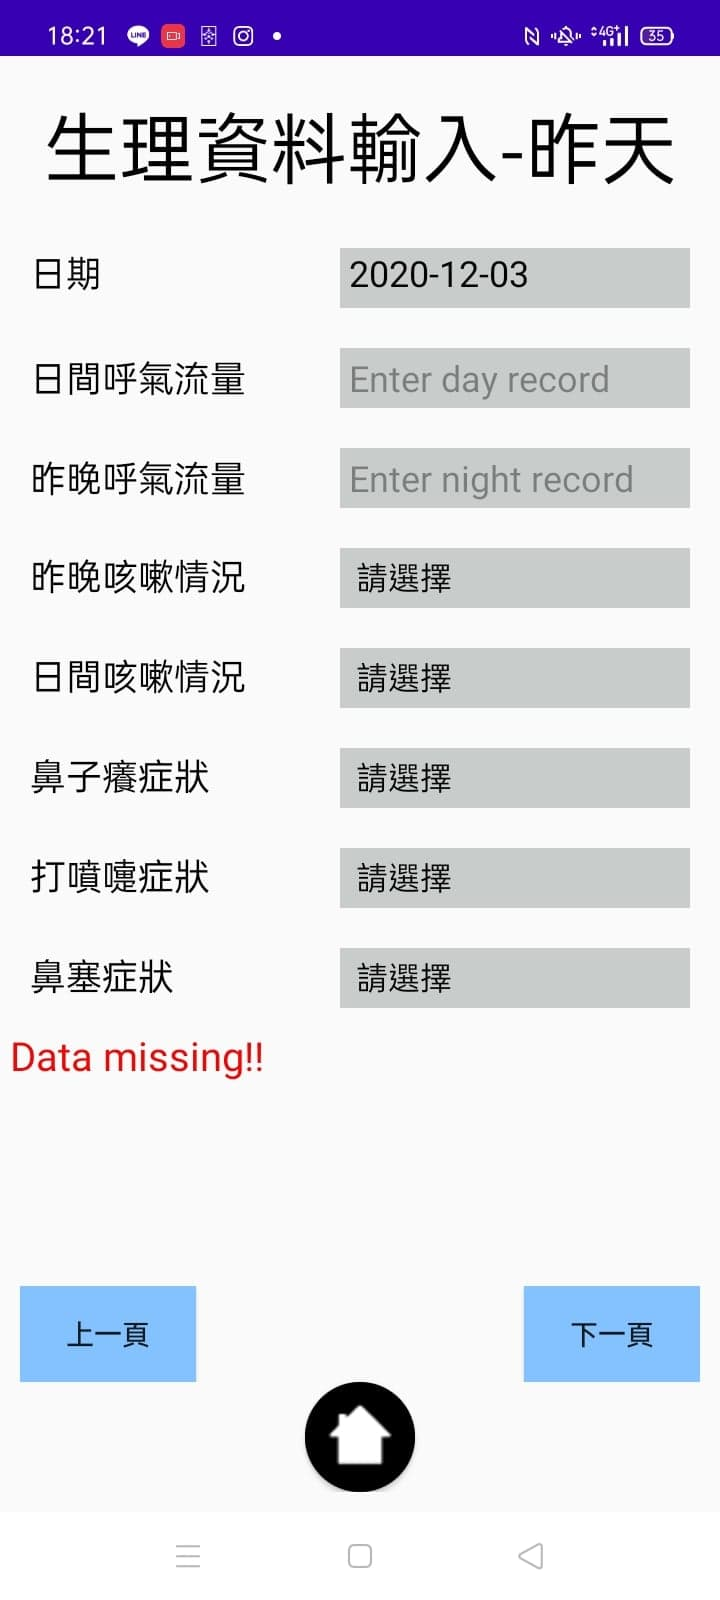 18:21 LINE 4G+ 35
生理資料輸入-昨天
日期 2020-12-03
日間呼氣流量 Enter day record
昨晚呼氣流量 Enter night record
昨晚咳嗽情況 請選擇
日間咳嗽情況 請選擇
鼻子癢症狀 請選擇
打噴嚏症狀 請選擇
鼻塞症狀 請選擇
Data missing!!
上一頁 下一頁